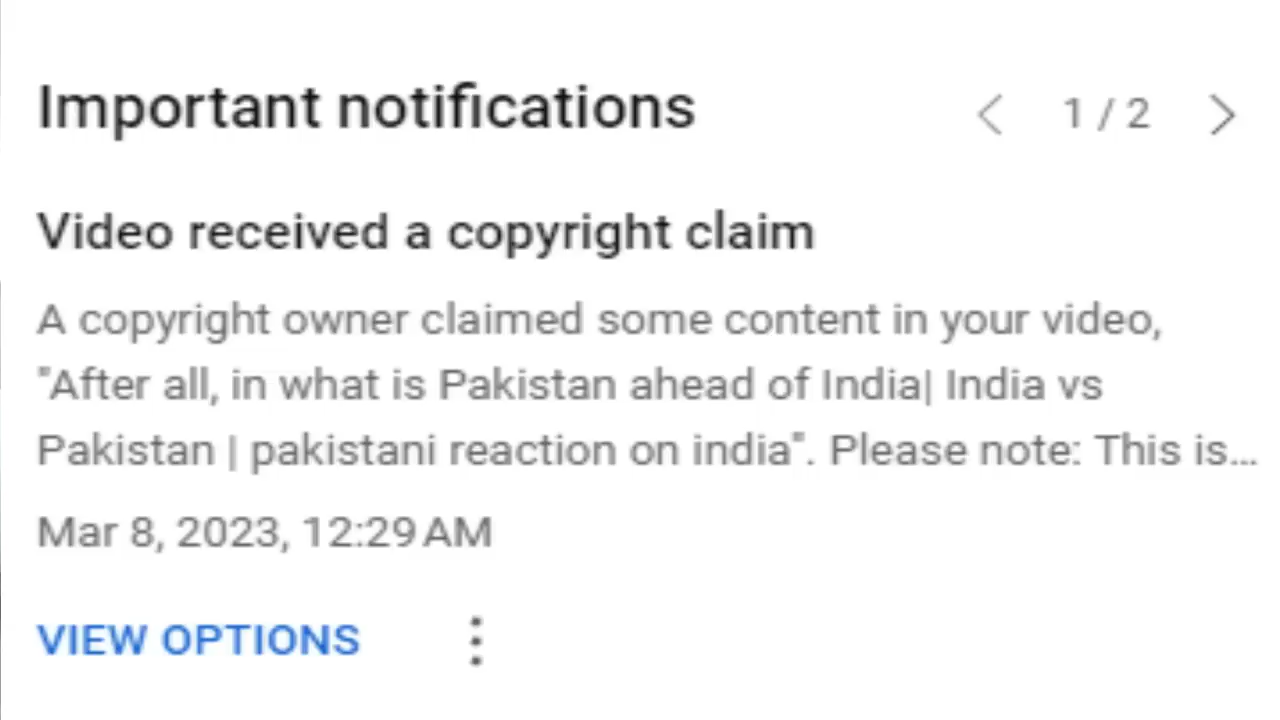 Important notifications
1 / 2
Video received a copyright claim
A copyright owner claimed some content in your video,
"After all, in what is Pakistan ahead of India| India vs
Pakistan | pakistani reaction on india". Please note: This is...
Mar 8, 2023, 12:29 AM
VIEW OPTIONS